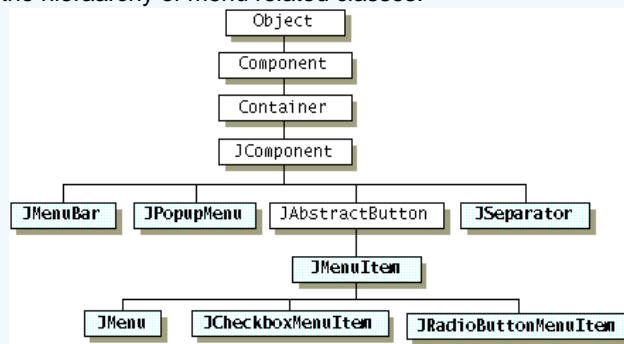 the hierarchy of menu related classes:
Object
Component
Container
JComponent
JMenuBar JPopupMenu JAbstractButton JSeparator
JMenuItem
JMenu JCheckboxMenuItem JRadioButtonMenuItem